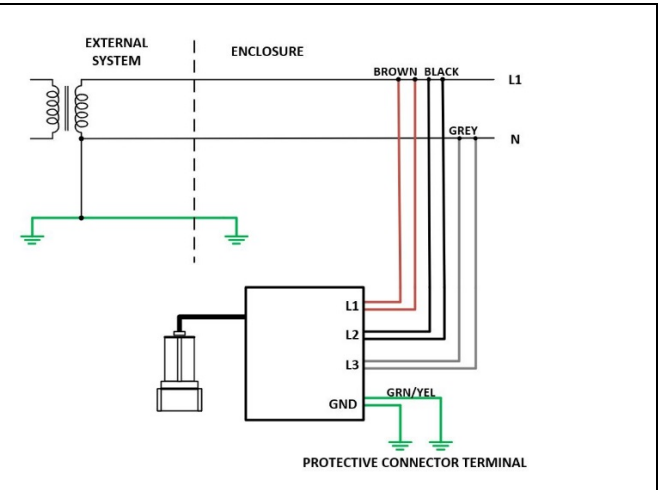 EXTERNAL
SYSTEM
ENCLOSURE
BROWN BLACK
L1
GREY
N
L1
L2
L3
GRN/YEL
GND
PROTECTIVE CONNECTOR TERMINAL